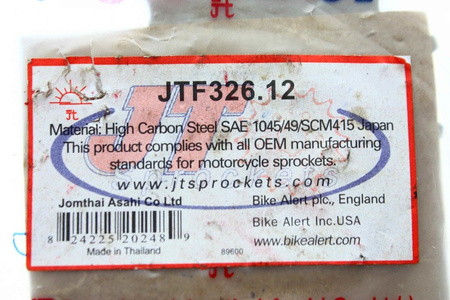 JTF326.12
Material: High Carbon Steel SAE 1045/49/SCM415 Japan
This product complies with all OEM manufacturing
standards for motorcycle sprockets.
www.jtsprockets.com
Jomthai Asahi Co Ltd
Bike Alert plc., England
Bike Alert Inc.USA
www.bikealert.com
8 24225 20248 9
Made in Thailand
89600
JT
sprockets